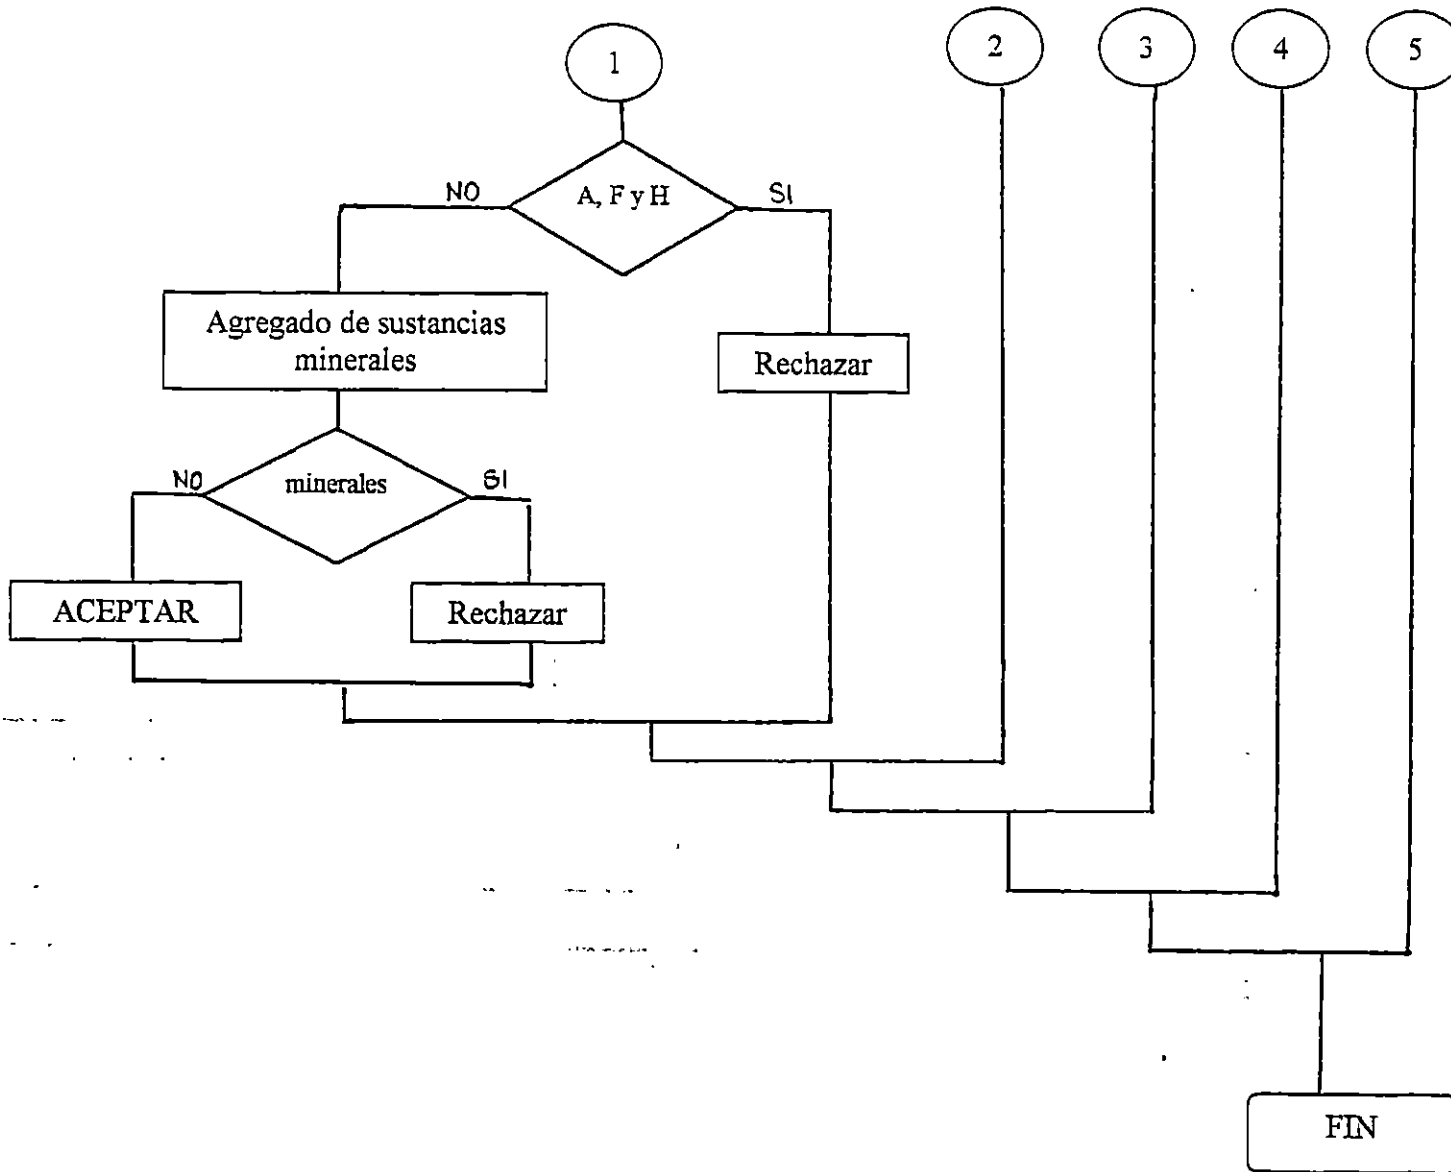 1
2
3
4
5
NO
A, F y H
SI
Agregado de sustancias
minerales
Rechazar
NO
minerales
SI
ACEPTAR
Rechazar
FIN